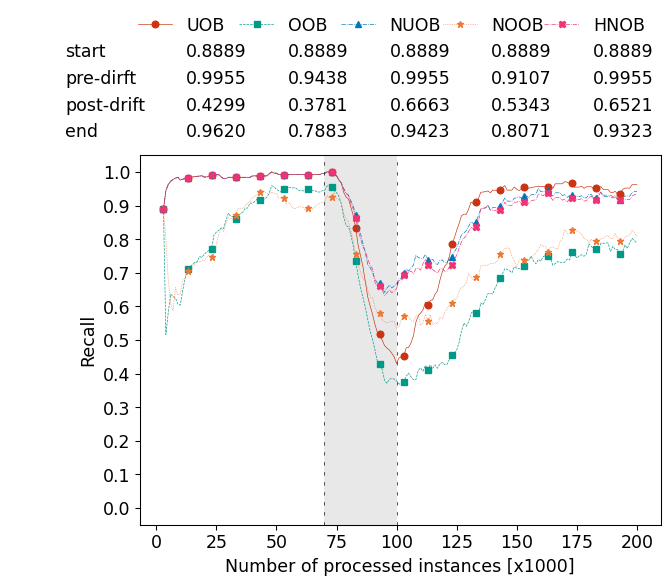 UOB OOB NUOB NOOB HNOB
start 0.8889 0.8889 0.8889 0.8889 0.8889
pre-dirft 0.9955 0.9438 0.9955 0.9107 0.9955
post-drift 0.4299 0.3781 0.6663 0.5343 0.6521
end 0.9620 0.7883 0.9423 0.8071 0.9323
1.0
0.9
0.8
0.7
0.6
0.5
0.4
0.3
0.2
0.1
0.0
Recall
0 25 50 75 100 125 150 175 200
Number of processed instances [x1000]